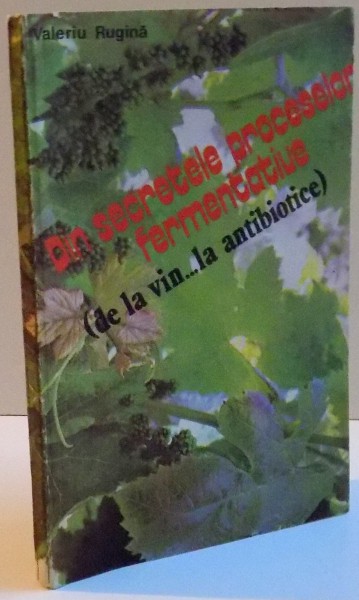 Valeriu Rugină
Din secretele proceselor
fermentative
(de la vin...la antibiotice)